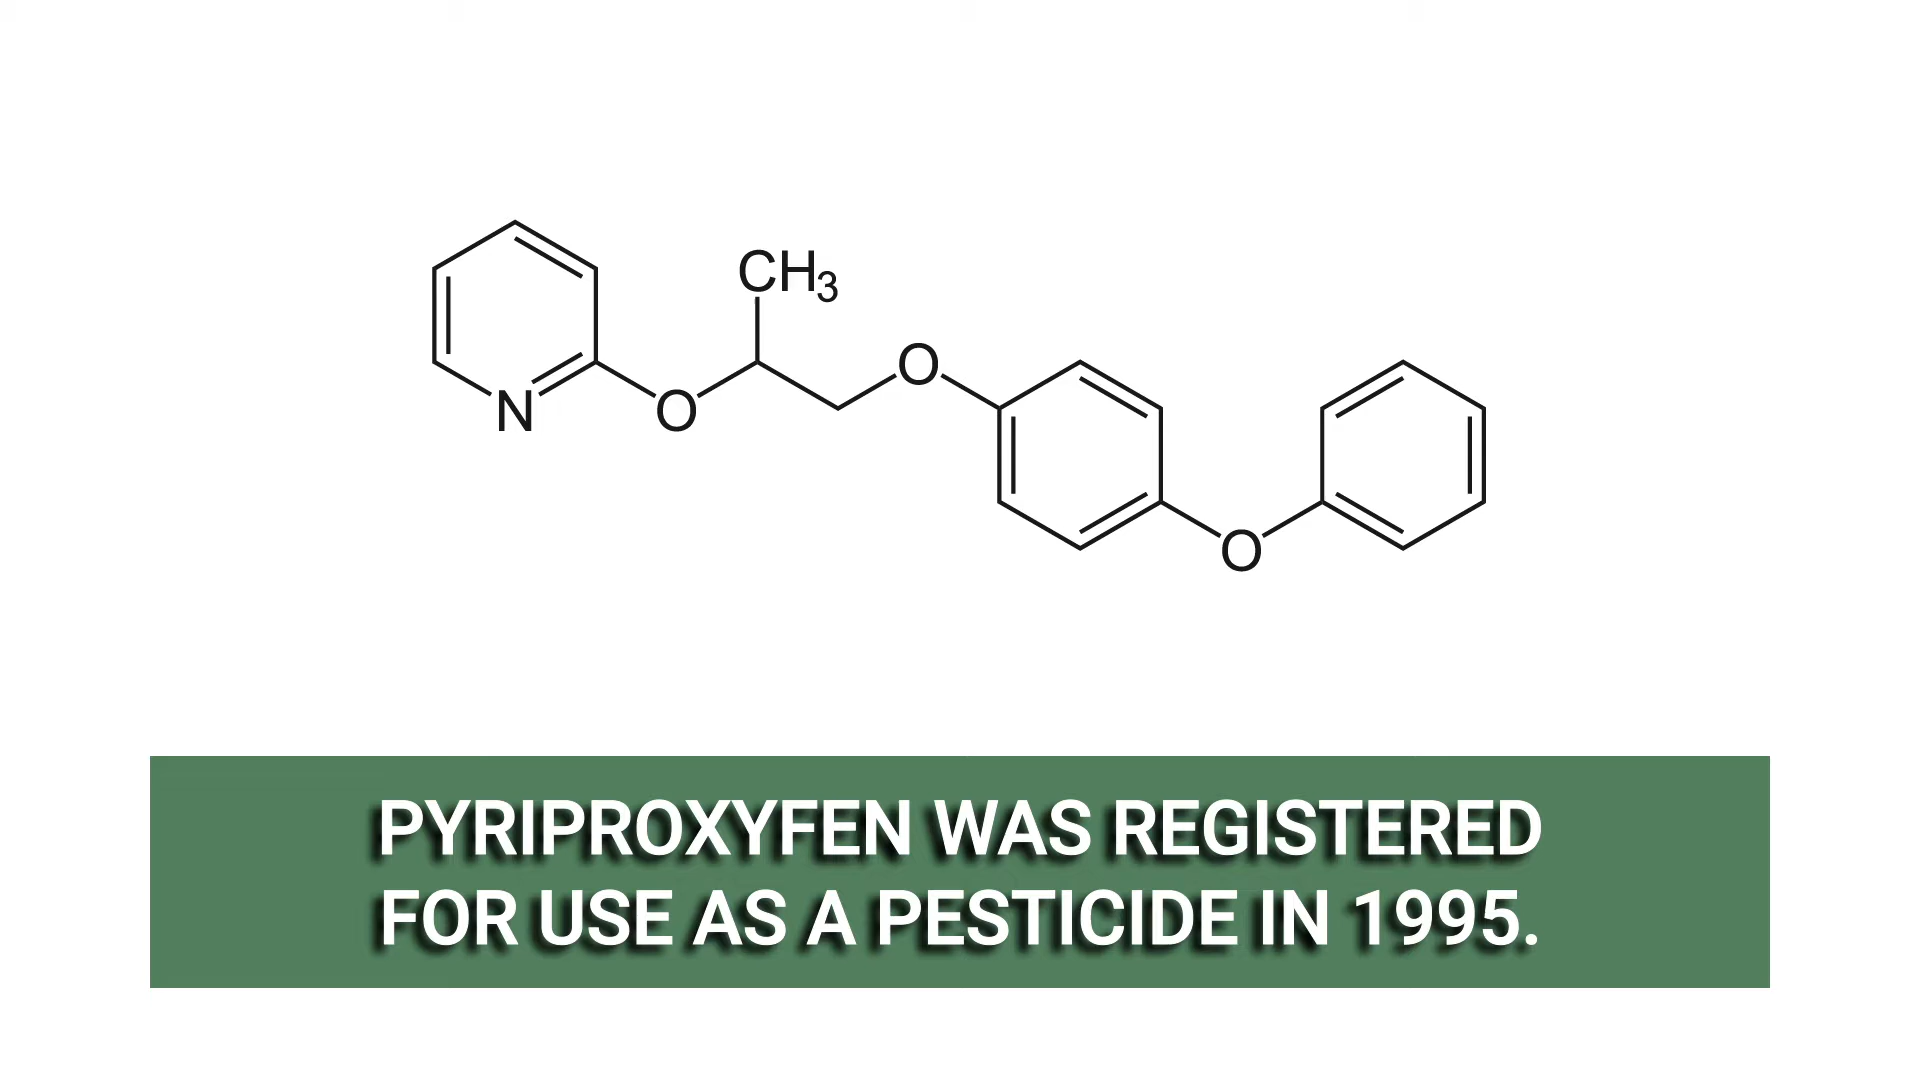 CH3
O
N
O
O
PYRIPROXYFEN WAS REGISTERED
FOR USE AS A PESTICIDE IN 1995.